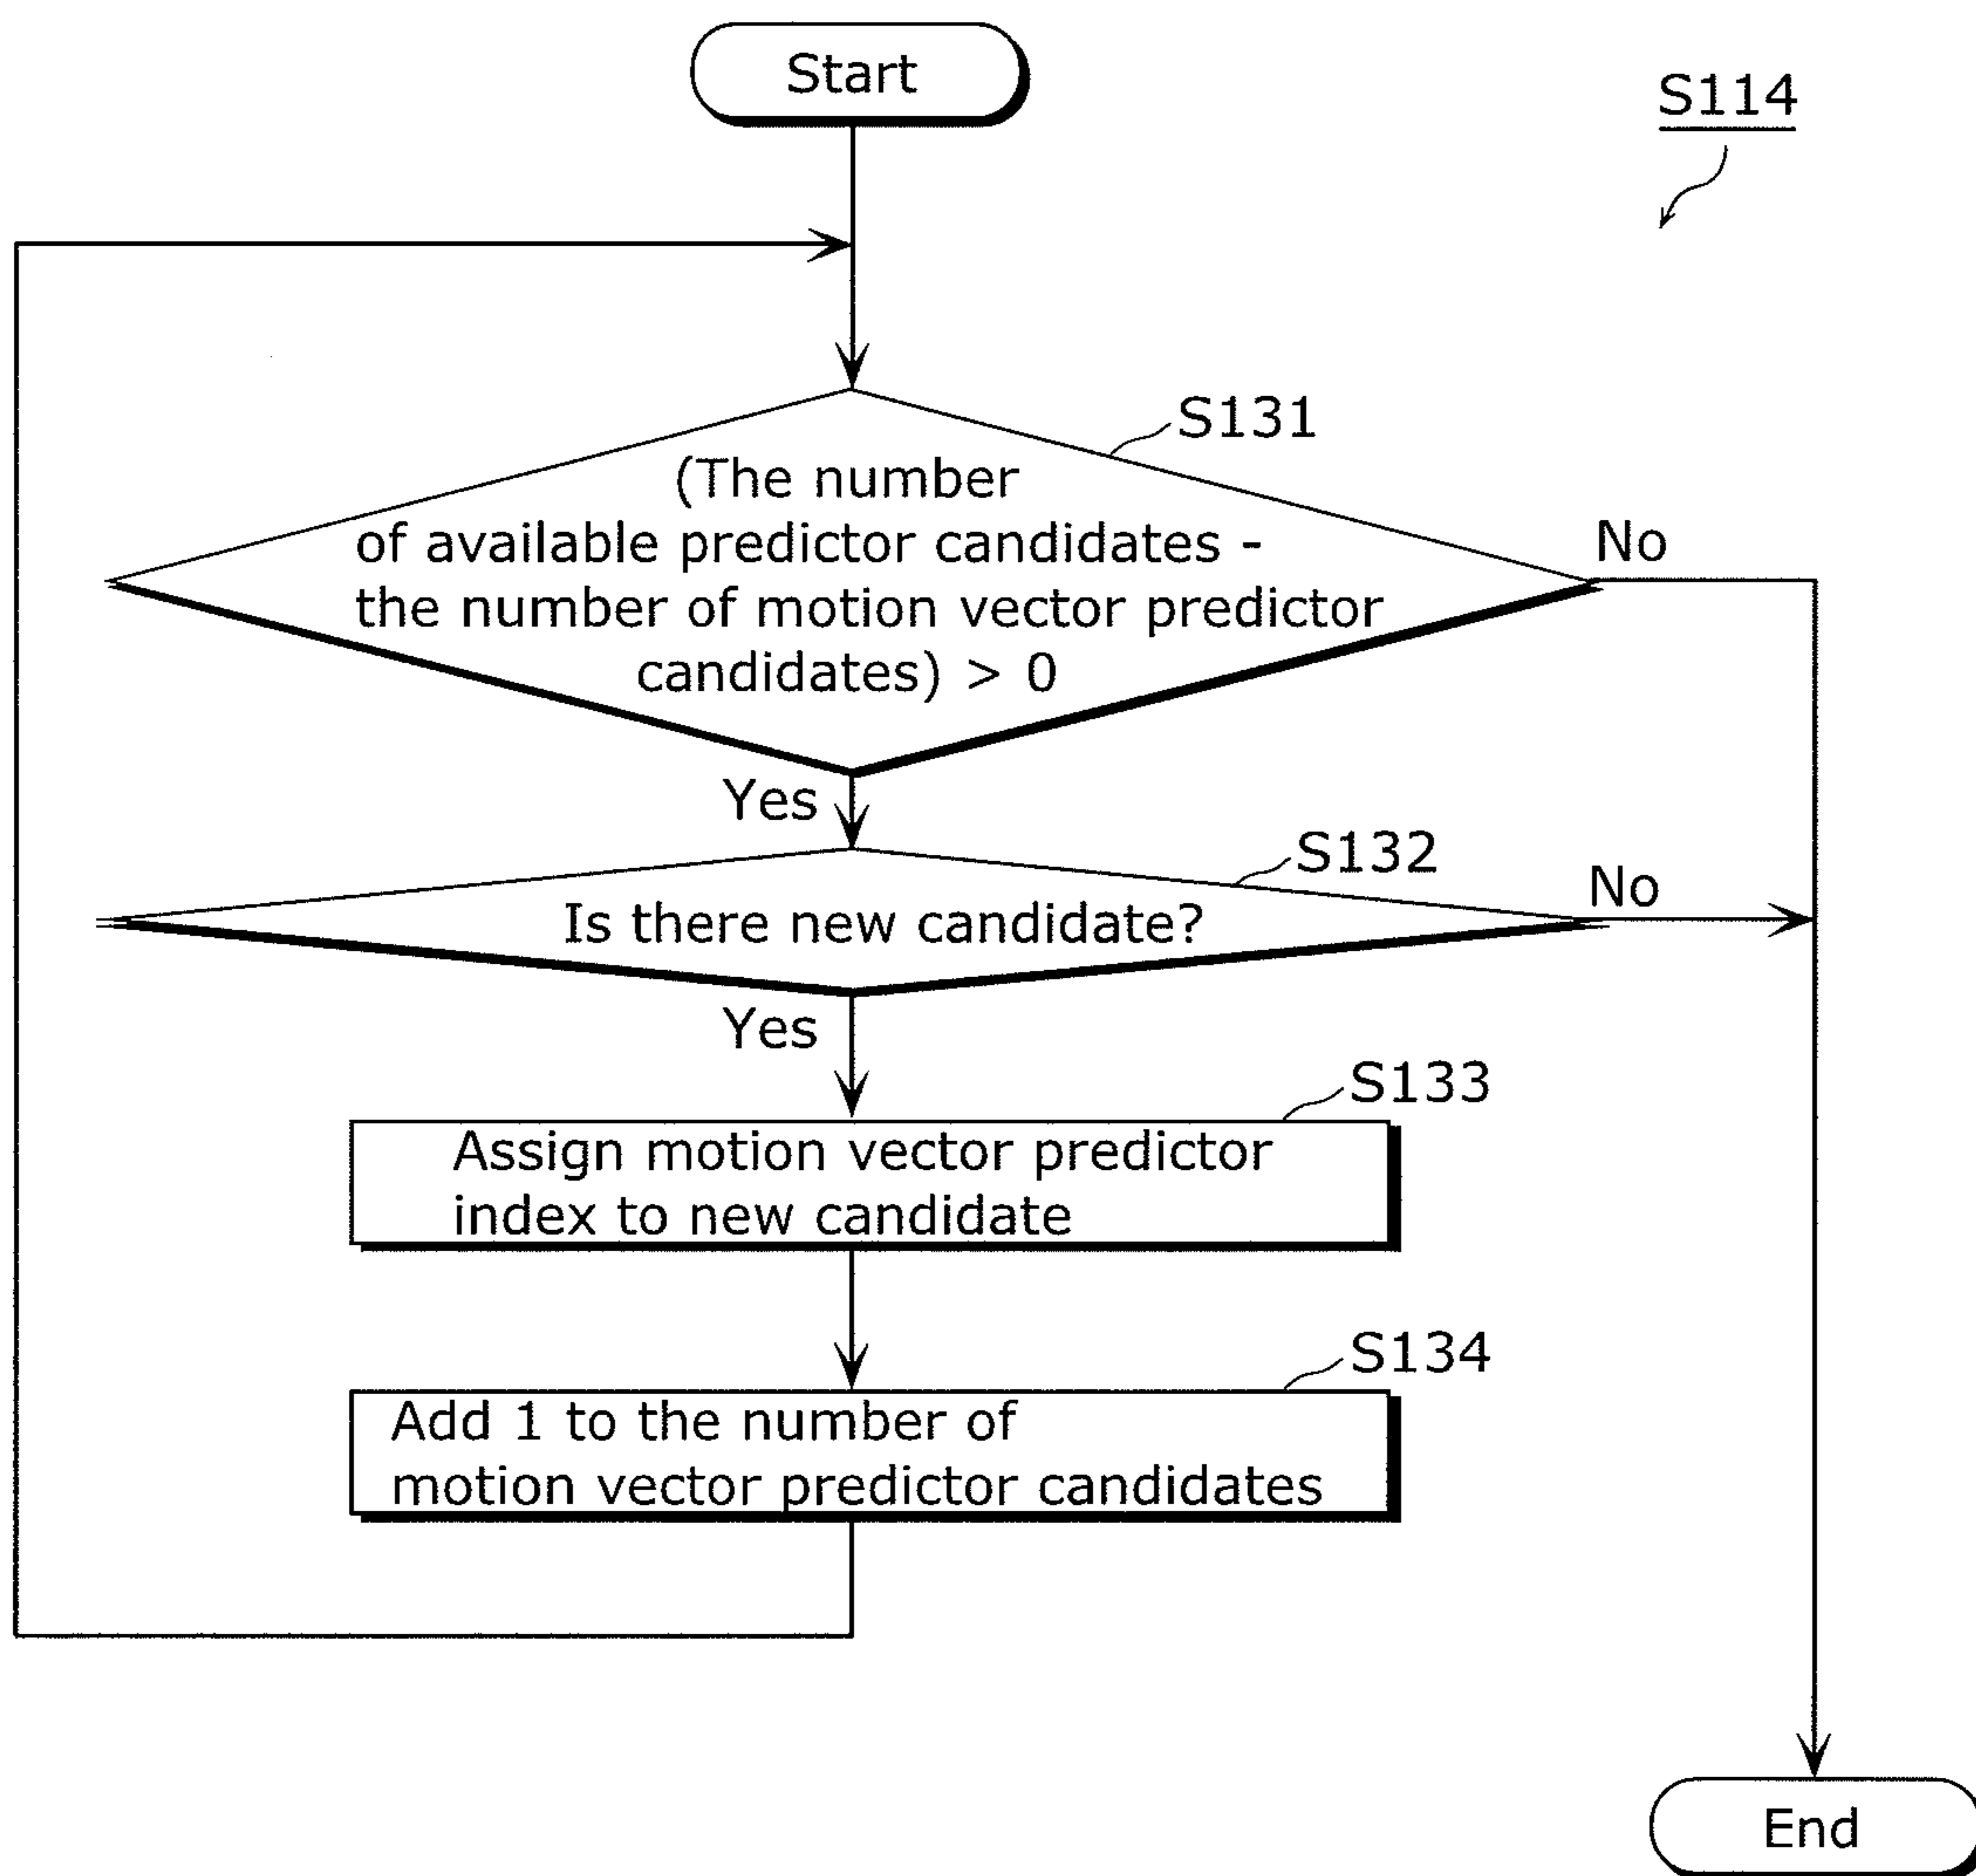 Start
S114
S131
(The number
of available predictor candidates -
the number of motion vector predictor
candidates) > 0
No
Yes
S132
Is there new candidate?
No
Yes
S133
Assign motion vector predictor
index to new candidate
S134
Add 1 to the number of
motion vector predictor candidates
End